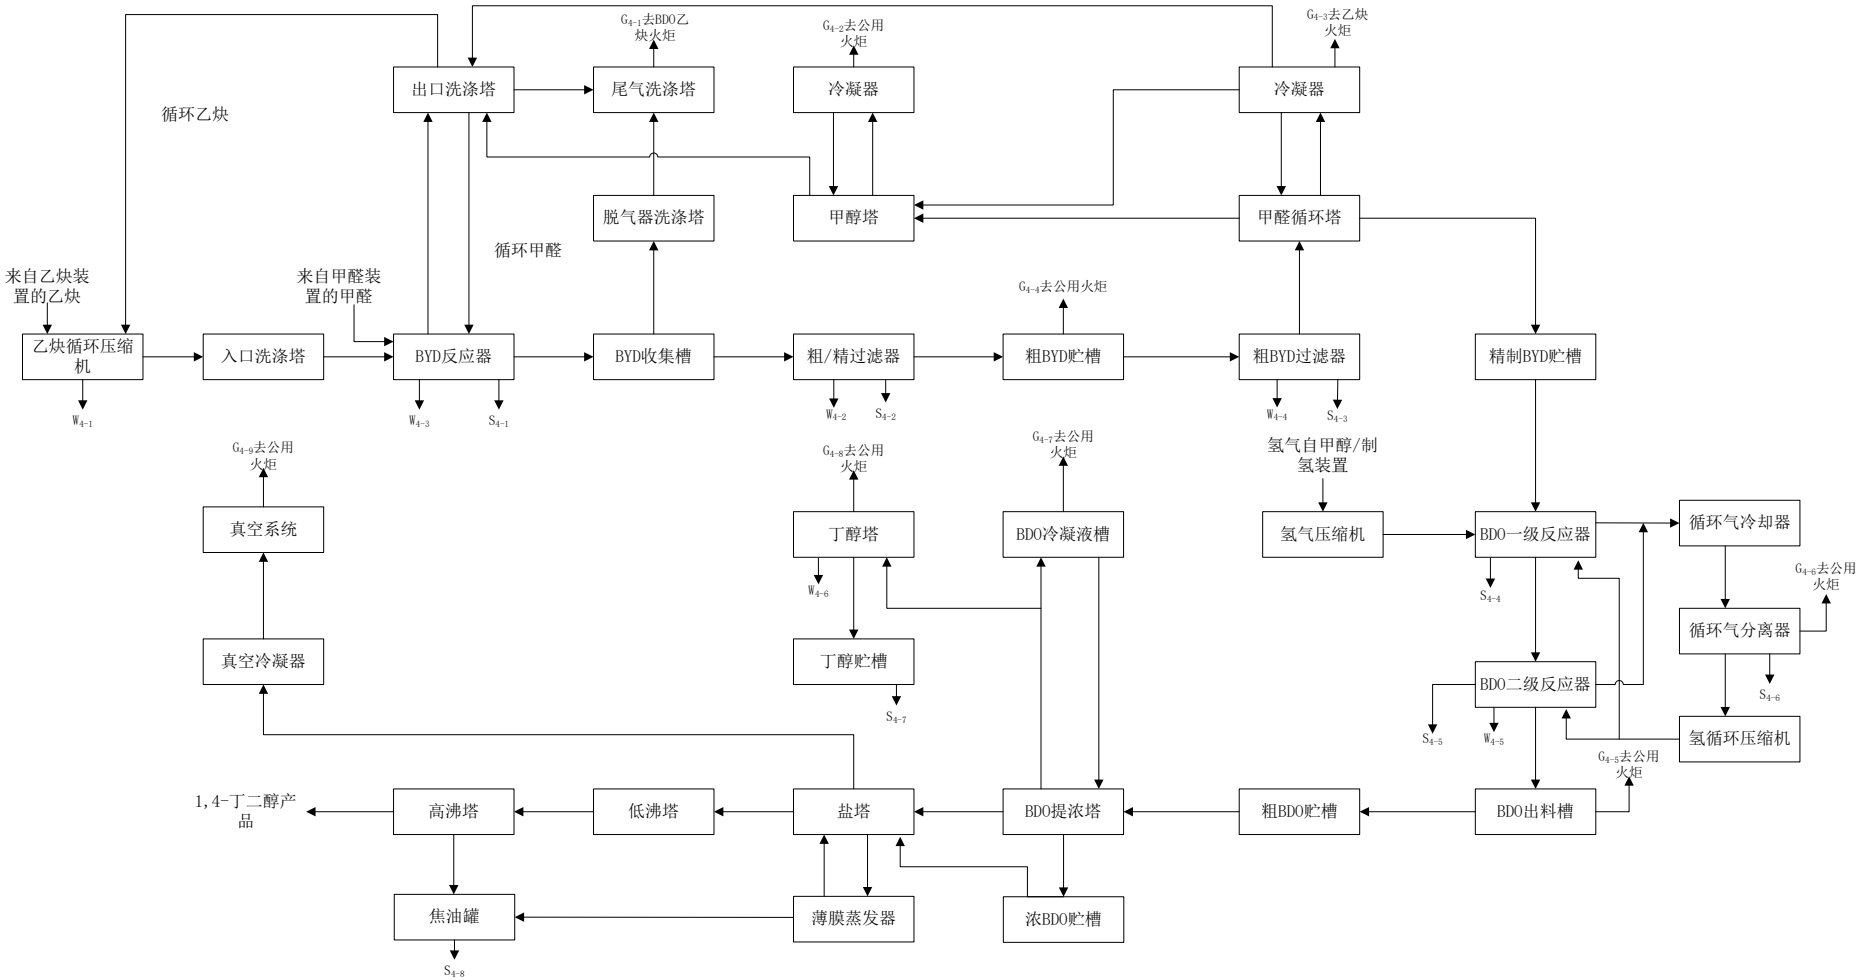 G4-1去BDO乙
炔火炬
G4-2去公用
火炬
G4-3去乙炔
火炬
出口洗涤塔
尾气洗涤塔
冷凝器
冷凝器
循环乙炔
脱气器洗涤塔
甲醇塔
甲醛循环塔
循环甲醛
来自乙炔装
置的乙炔
来自甲醛装
置的甲醛
G4-4去公用火炬
乙炔循环压缩
机
入口洗涤塔
BYD反应器
BYD收集槽
粗/精过滤器
粗BYD贮槽
粗BYD过滤器
精制BYD贮槽
W4-1
W4-3
S4-1
W4-2
S4-2
W4-4
S4-3
G4-9去公用
火炬
G4-8去公用
火炬
G4-7去公用
火炬
氢气自甲醇/制
氢装置
真空系统
丁醇塔
BDO冷凝液槽
氢气压缩机
BDO一级反应器
循环气冷却器
W4-6
S4-4
G4-6去公用
火炬
真空冷凝器
丁醇贮槽
循环气分离器
BDO二级反应器
S4-6
S4-7
S4-5
W4-5
氢循环压缩机
G4-5去公用
火炬
1,4-丁二醇产
品
高沸塔
低沸塔
盐塔
BDO提浓塔
粗BDO贮槽
BDO出料槽
焦油罐
薄膜蒸发器
浓BDO贮槽
S4-8